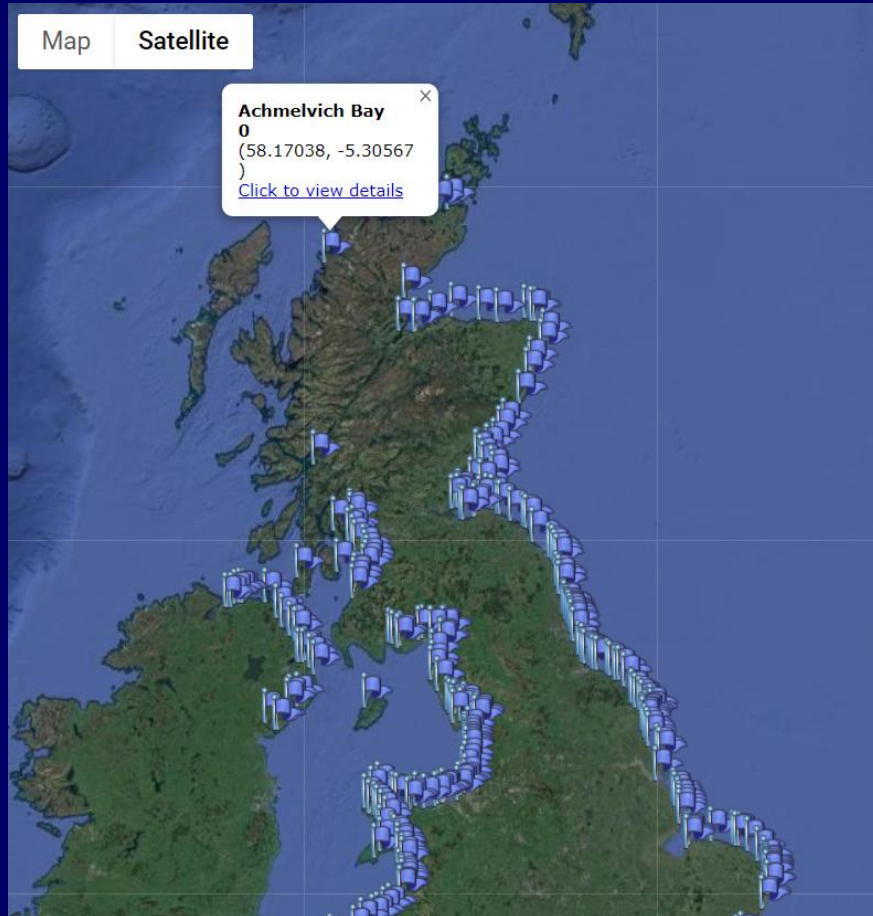 Map Satellite
Achmelvich Bay
0
(58.17038, -5.30567
)
Click to view details